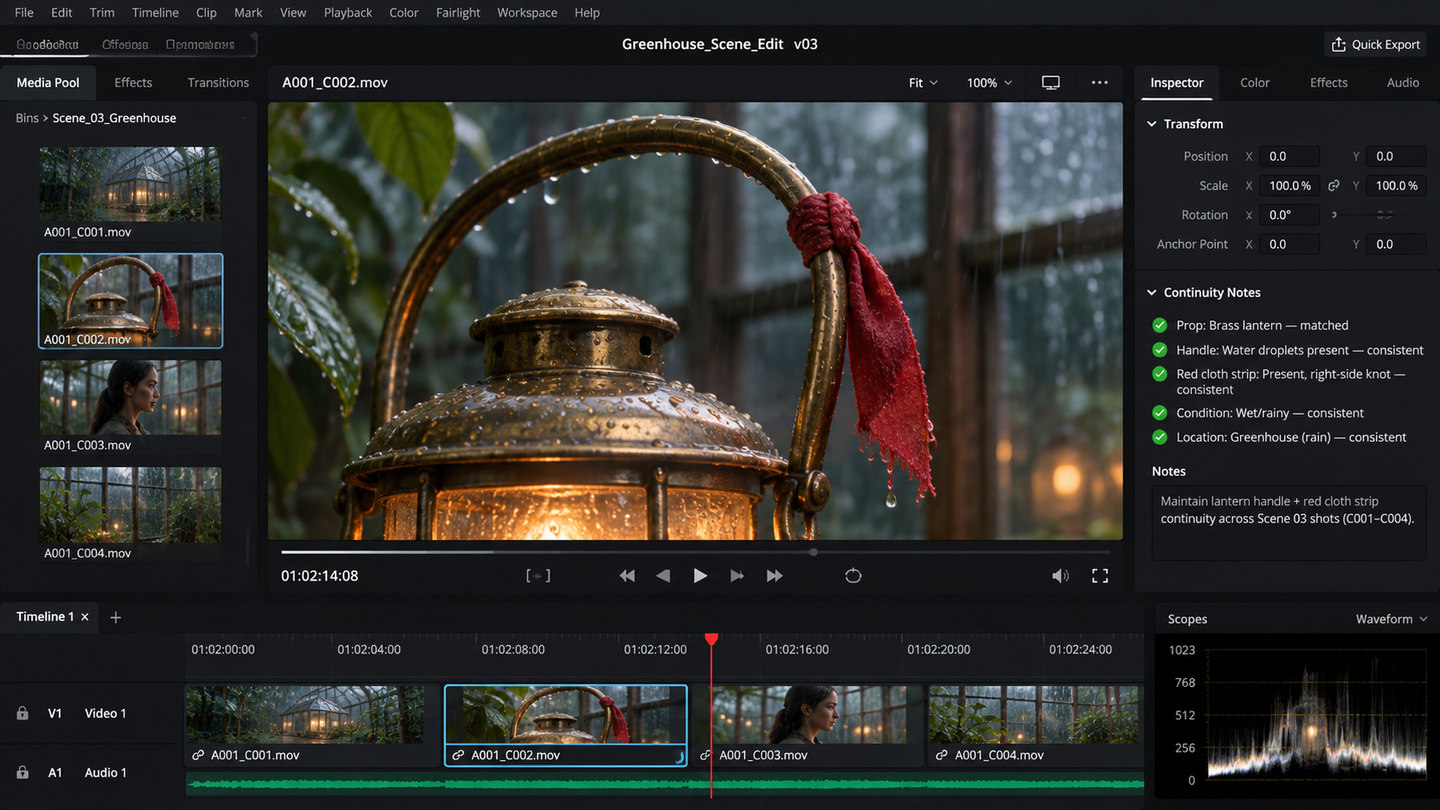 File Edit Trim Timeline Clip Mark View Playback Color Fairlight Workspace Help
Greenhouse_Scene_Edit v03
Quick Export
Media Pool Effects Transitions
A001_C002.mov
Fit 100%
Inspector Color Effects Audio
Bins > Scene_03_Greenhouse
A001_C001.mov
A001_C002.mov
A001_C003.mov
A001_C004.mov
Transform
Position X 0.0 Y 0.0
Scale X 100.0 % Y 100.0 %
Rotation X 0.0°
Anchor Point X 0.0 Y 0.0
Continuity Notes
Prop: Brass lantern — matched
Handle: Water droplets present — consistent
Red cloth strip: Present, right-side knot —
consistent
Condition: Wet/rainy — consistent
Location: Greenhouse (rain) — consistent
Notes
Maintain lantern handle + red cloth strip
continuity across Scene 03 shots (C001–C004).
01:02:14:08
Timeline 1
01:02:00:00 01:02:04:00 01:02:08:00 01:02:12:00 01:02:16:00 01:02:20:00 01:02:24:00
V1 Video 1
A001_C001.mov A001_C002.mov A001_C003.mov A001_C004.mov
A1 Audio 1
Scopes Waveform
1023
768
512
256
0